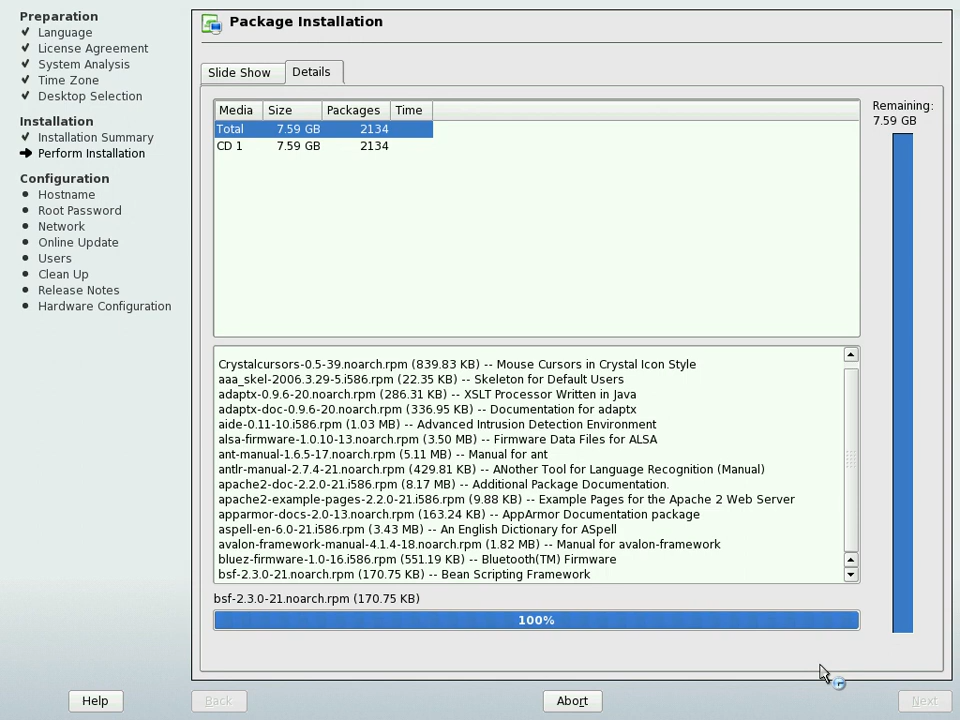 Preparation
Language
License Agreement
System Analysis
Time Zone
Desktop Selection
Installation
Installation Summary
Perform Installation
Configuration
Hostname
Root Password
Network
Online Update
Users
Clean Up
Release Notes
Hardware Configuration
Package Installation
Slide Show
Details
Media Size Packages Time
Total 7.59 GB 2134
CD 1 7.59 GB 2134
Remaining:
7.59 GB
Crystalcursors-0.5-39.noarch.rpm (839.83 KB) -- Mouse Cursors in Crystal Icon Style
aaa_skel-2006.3.29-5.i586.rpm (22.35 KB) -- Skeleton for Default Users
adaptx-0.9.6-20.noarch.rpm (286.31 KB) -- XSLT Processor Written in Java
adaptx-doc-0.9.6-20.noarch.rpm (336.95 KB) -- Documentation for adaptx
aide-0.11-10.i586.rpm (1.03 MB) -- Advanced Intrusion Detection Environment
alsa-firmware-1.0.10-13.noarch.rpm (3.50 MB) -- Firmware Data Files for ALSA
ant-manual-1.6.5-17.noarch.rpm (5.11 MB) -- Manual for ant
antlr-manual-2.7.4-21.noarch.rpm (429.81 KB) -- ANother Tool for Language Recognition (Manual)
apache2-doc-2.2.0-21.i586.rpm (8.17 MB) -- Additional Package Documentation.
apache2-example-pages-2.2.0-21.i586.rpm (9.88 KB) -- Example Pages for the Apache 2 Web Server
apparmor-docs-2.0-13.noarch.rpm (163.24 KB) -- AppArmor Documentation package
aspell-en-6.0-21.i586.rpm (3.43 MB) -- An English Dictionary for ASpell
avalon-framework-manual-4.1.4-18.noarch.rpm (1.82 MB) -- Manual for avalon-framework
bluez-firmware-1.0-16.i586.rpm (551.19 KB) -- Bluetooth(TM) Firmware
bsf-2.3.0-21.noarch.rpm (170.75 KB) -- Bean Scripting Framework
bsf-2.3.0-21.noarch.rpm (170.75 KB)
100%
Help
Back
Abort
Next